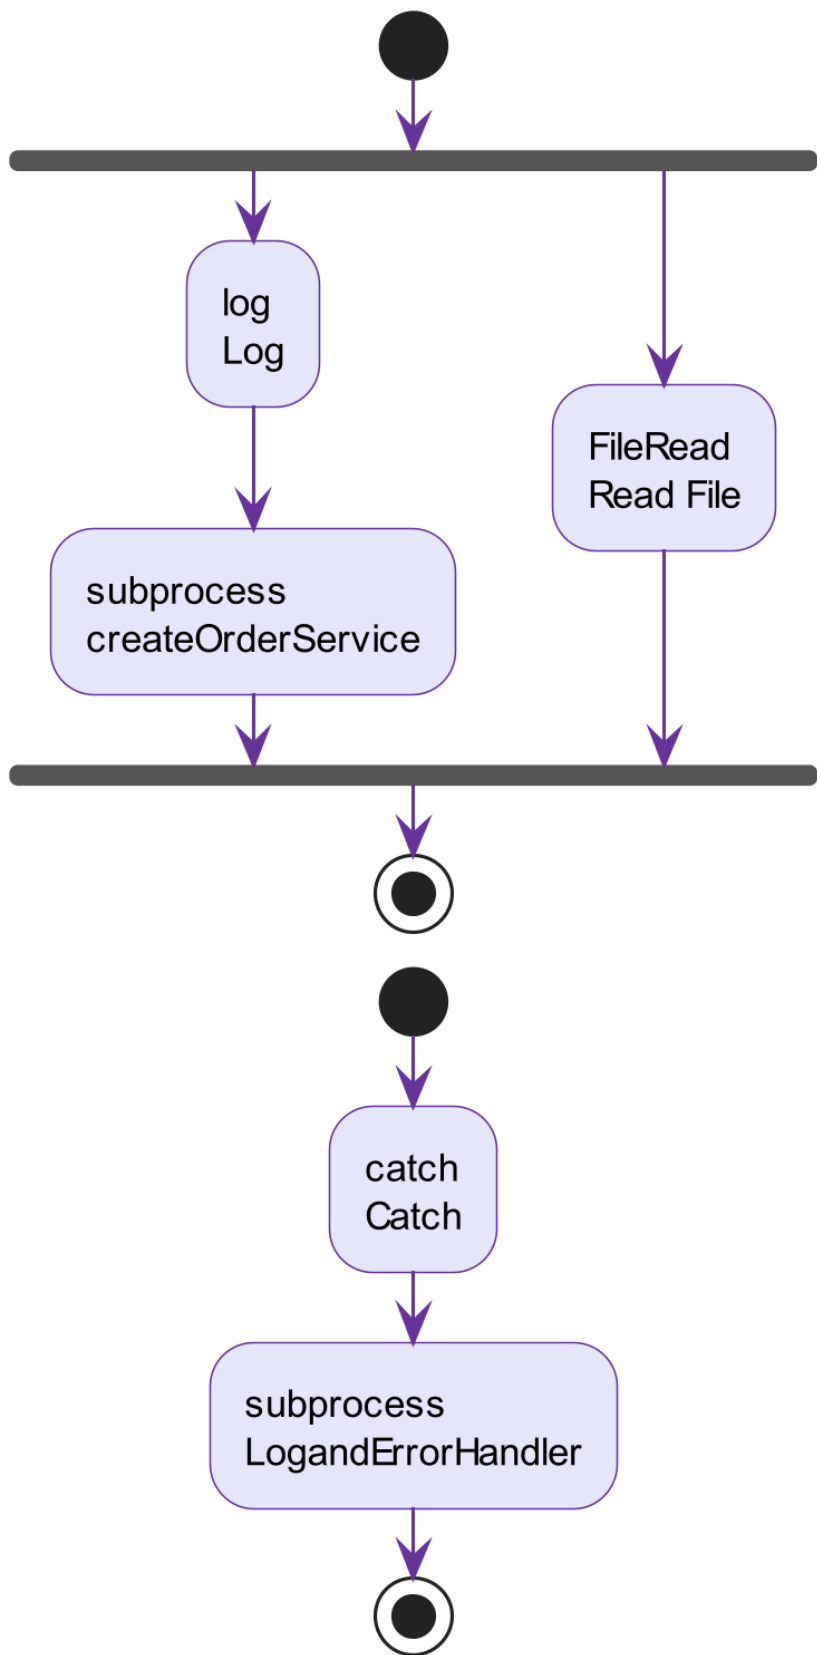 log
Log
FileRead
Read File
subprocess
createOrderService
catch
Catch
subprocess
LogandErrorHandler